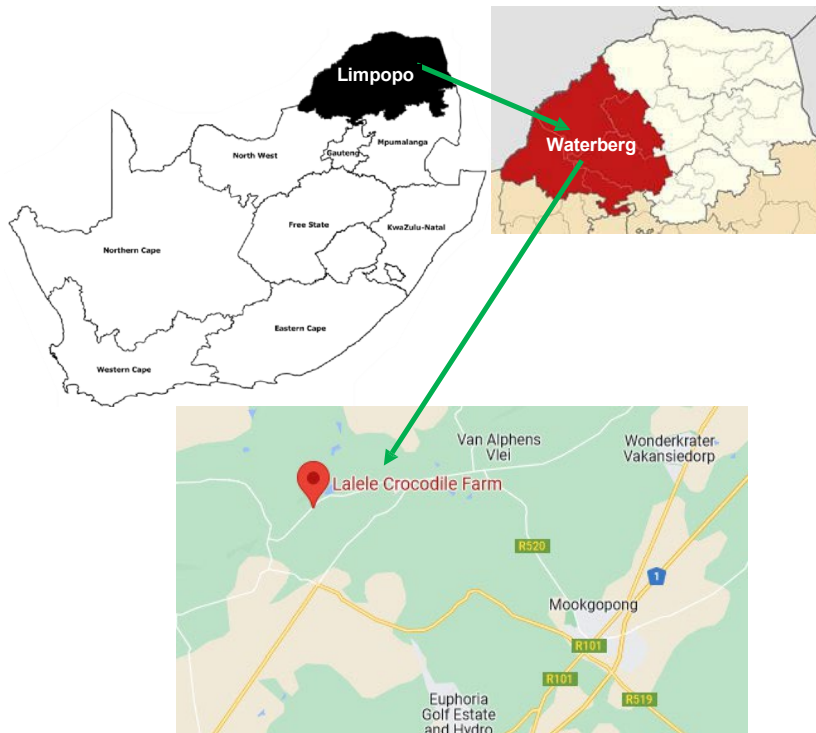 Limpopo
North West
Gauteng
Mpumalanga
Free State
KwaZulu-Natal
Northern Cape
Eastern Cape
Western Cape
Waterberg
Van Alphens
Vlei
Wonderkrater
Vakansiedorp
Lalele Crocodile Farm
R520
1
Mookgopong
R101
R101
R519
Euphoria
Golf Estate
and Hydro